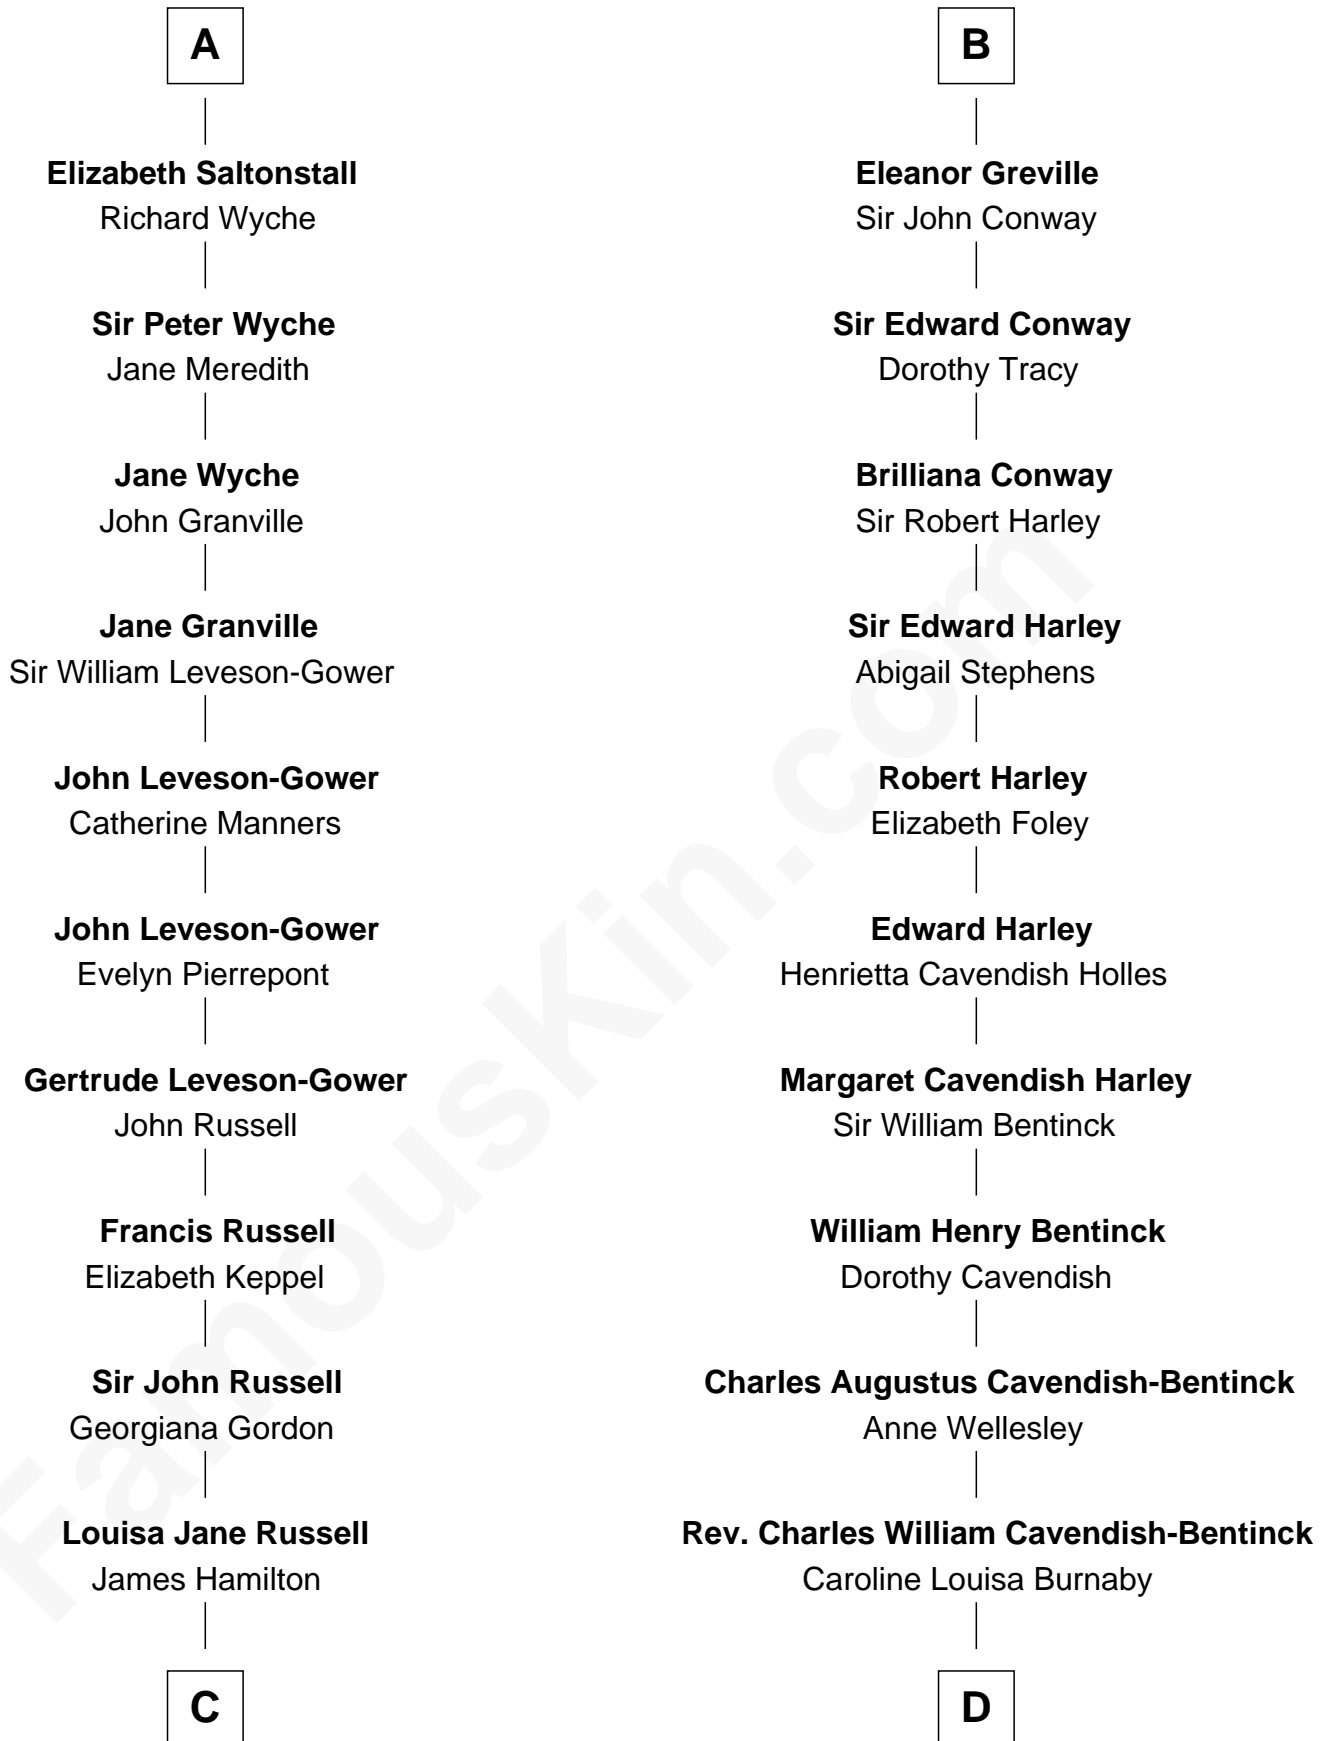 A
Elizabeth Saltonstall
Richard Wyche
Sir Peter Wyche
Jane Meredith
Jane Wyche
John Granville
Jane Granville
Sir William Leveson-Gower
John Leveson-Gower
Catherine Manners
John Leveson-Gower
Evelyn Pierrepont
Gertrude Leveson-Gower
John Russell
Francis Russell
Elizabeth Keppel
Sir John Russell
Georgiana Gordon
Louisa Jane Russell
James Hamilton
C
B
Eleanor Greville
Sir John Conway
Sir Edward Conway
Dorothy Tracy
Brilliana Conway
Sir Robert Harley
Sir Edward Harley
Abigail Stephens
Robert Harley
Elizabeth Foley
Edward Harley
Henrietta Cavendish Holles
Margaret Cavendish Harley
Sir William Bentinck
William Henry Bentinck
Dorothy Cavendish
Charles Augustus Cavendish-Bentinck
Anne Wellesley
Rev. Charles William Cavendish-Bentinck
Caroline Louisa Burnaby
D
FamousKin.com